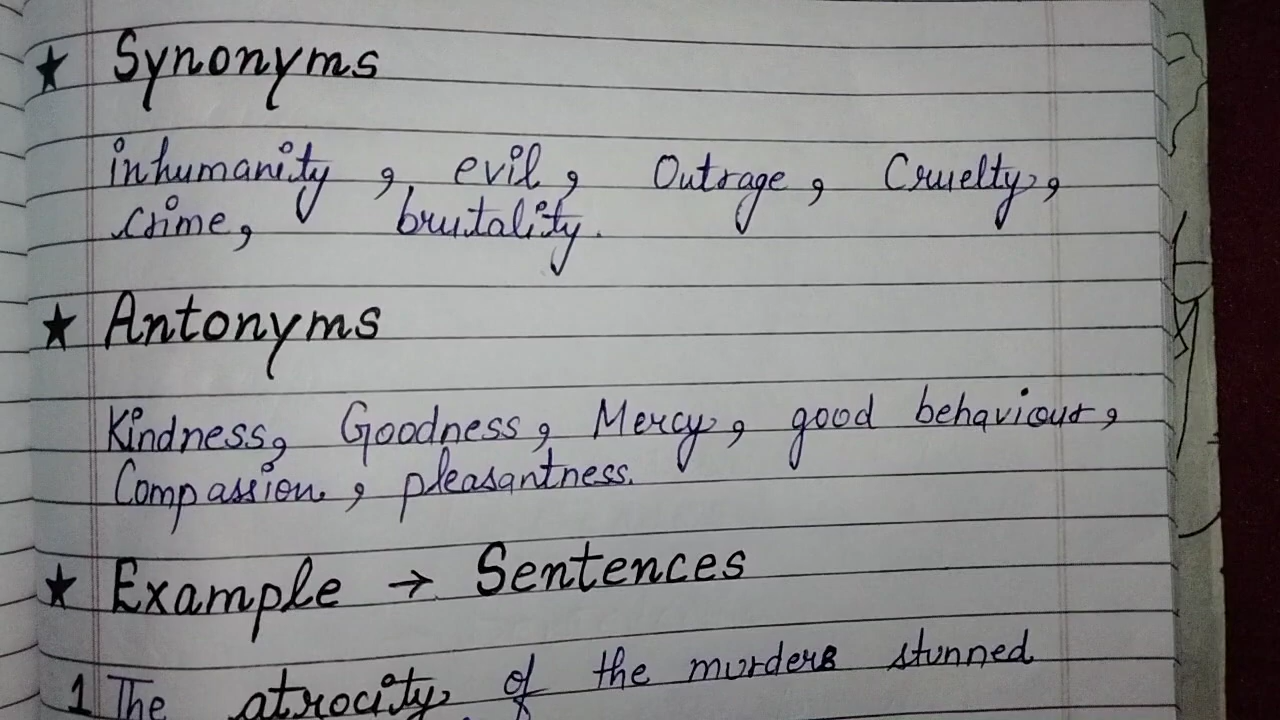 ★ Synonyms
inhumanity, evil, Outrage, Cruelty,
crime, brutality.
★ Antonyms
Kindness, Goodness, Mercy, good behaviour,
Compassion, pleasantness.
★ Example → Sentences
1 The atrocity of the murders stunned